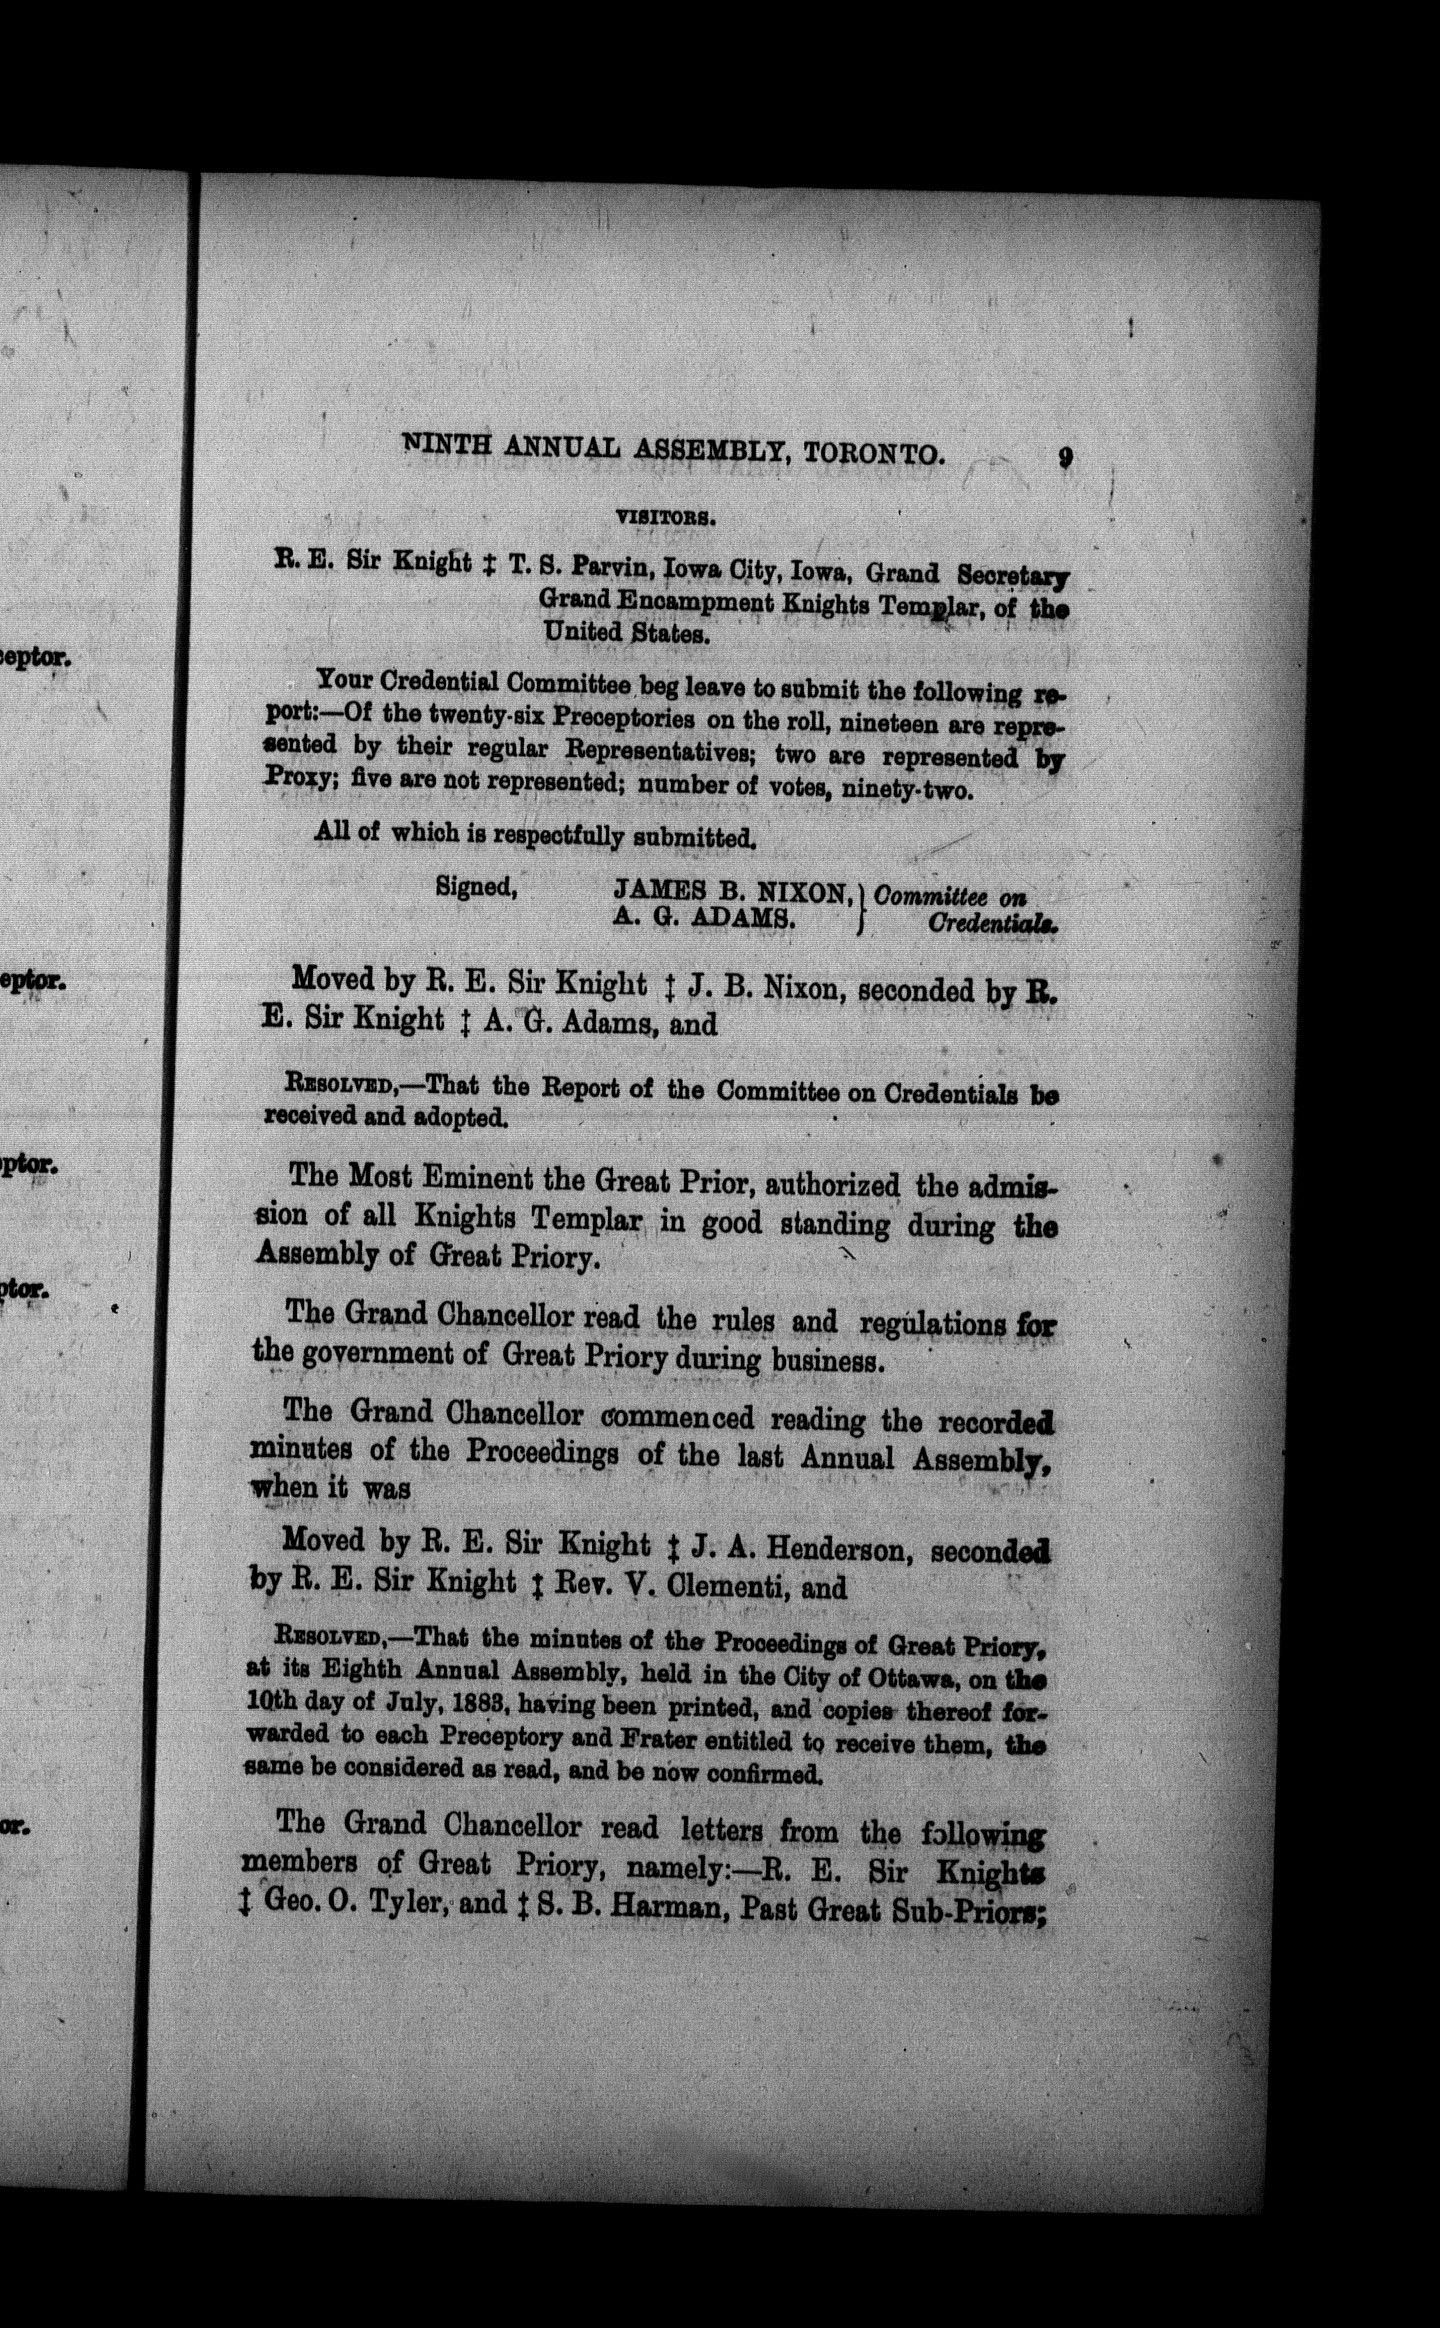 NINTH ANNUAL ASSEMBLY, TORONTO. 9
VISITORS.
R. E. Sir Knight ‡ T. S. Parvin, Iowa City, Iowa, Grand Secretary
Grand Encampment Knights Templar, of the
United States.
Your Credential Committee beg leave to submit the following re-
port:—Of the twenty-six Preceptories on the roll, nineteen are repre-
sented by their regular Representatives; two are represented by
Proxy; five are not represented; number of votes, ninety-two.
All of which is respectfully submitted.
Signed, JAMES B. NIXON, } Committee on
A. G. ADAMS. Credentials.
Moved by R. E. Sir Knight ‡ J. B. Nixon, seconded by R.
E. Sir Knight ‡ A. G. Adams, and
RESOLVED,—That the Report of the Committee on Credentials be
received and adopted.
The Most Eminent the Great Prior, authorized the admis-
sion of all Knights Templar in good standing during the
Assembly of Great Priory.
The Grand Chancellor read the rules and regulations for
the government of Great Priory during business.
The Grand Chancellor commenced reading the recorded
minutes of the Proceedings of the last Annual Assembly,
when it was
Moved by R. E. Sir Knight ‡ J. A. Henderson, seconded
by R. E. Sir Knight ‡ Rev. V. Clementi, and
RESOLVED,—That the minutes of the Proceedings of Great Priory,
at its Eighth Annual Assembly, held in the City of Ottawa, on the
10th day of July, 1883, having been printed, and copies thereof for-
warded to each Preceptory and Frater entitled to receive them, the
same be considered as read, and be now confirmed.
The Grand Chancellor read letters from the following
members of Great Priory, namely:—R. E. Sir Knights
‡ Geo. O. Tyler, and ‡ S. B. Harman, Past Great Sub-Priors;